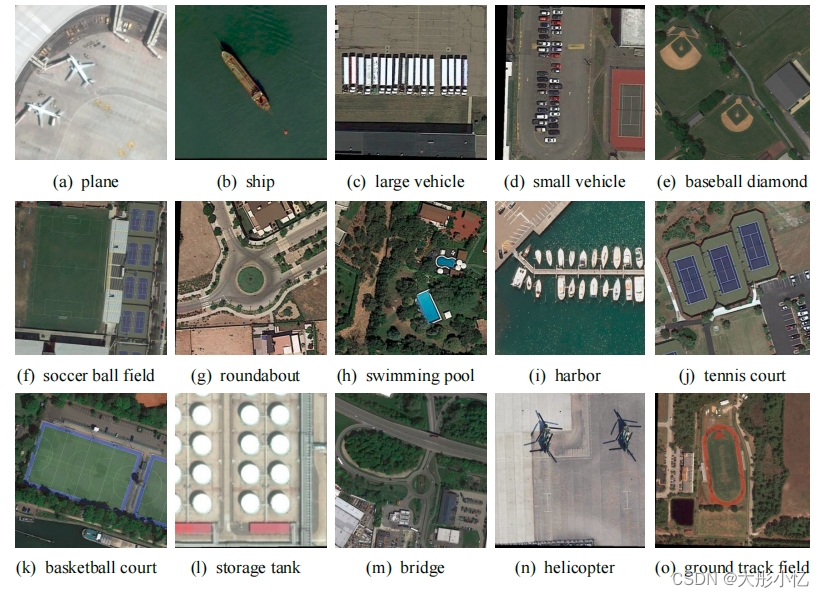 (a) plane
(b) ship
(c) large vehicle
(d) small vehicle
(e) baseball diamond
(f) soccer ball field
(g) roundabout
(h) swimming pool
(i) harbor
(j) tennis court
(k) basketball court
(l) storage tank
(m) bridge
(n) helicopter
(o) ground track field
CSDN @大彤小忆